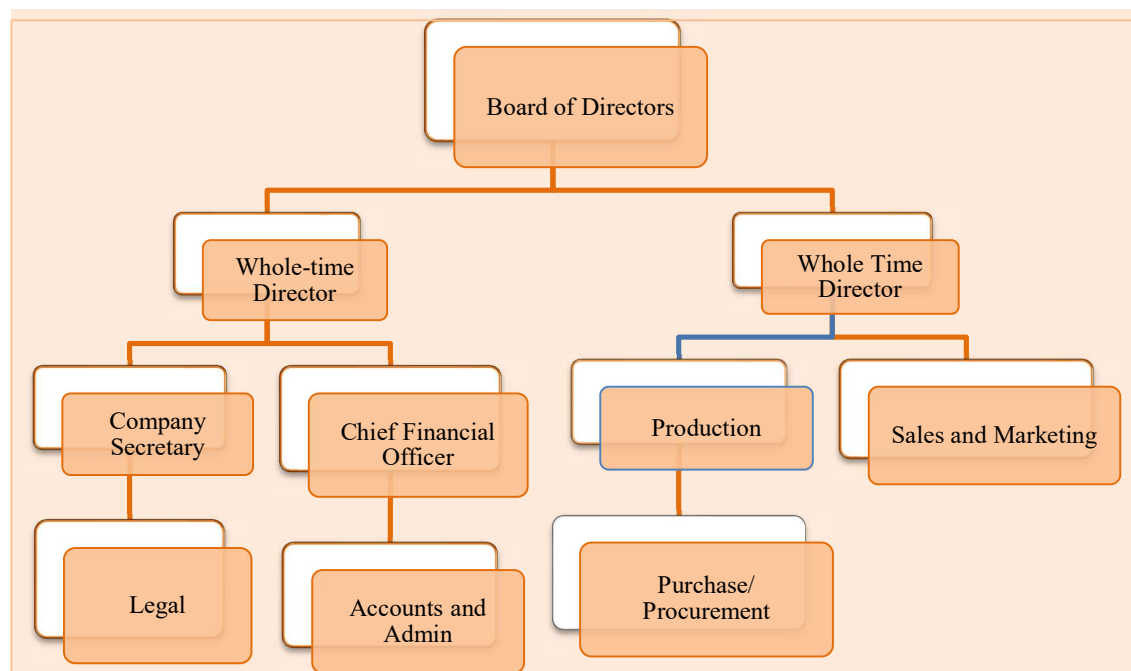 Board of Directors
Whole-time
Director
Whole Time
Director
Company
Secretary
Chief Financial
Officer
Production
Sales and Marketing
Legal
Accounts and
Admin
Purchase/
Procurement